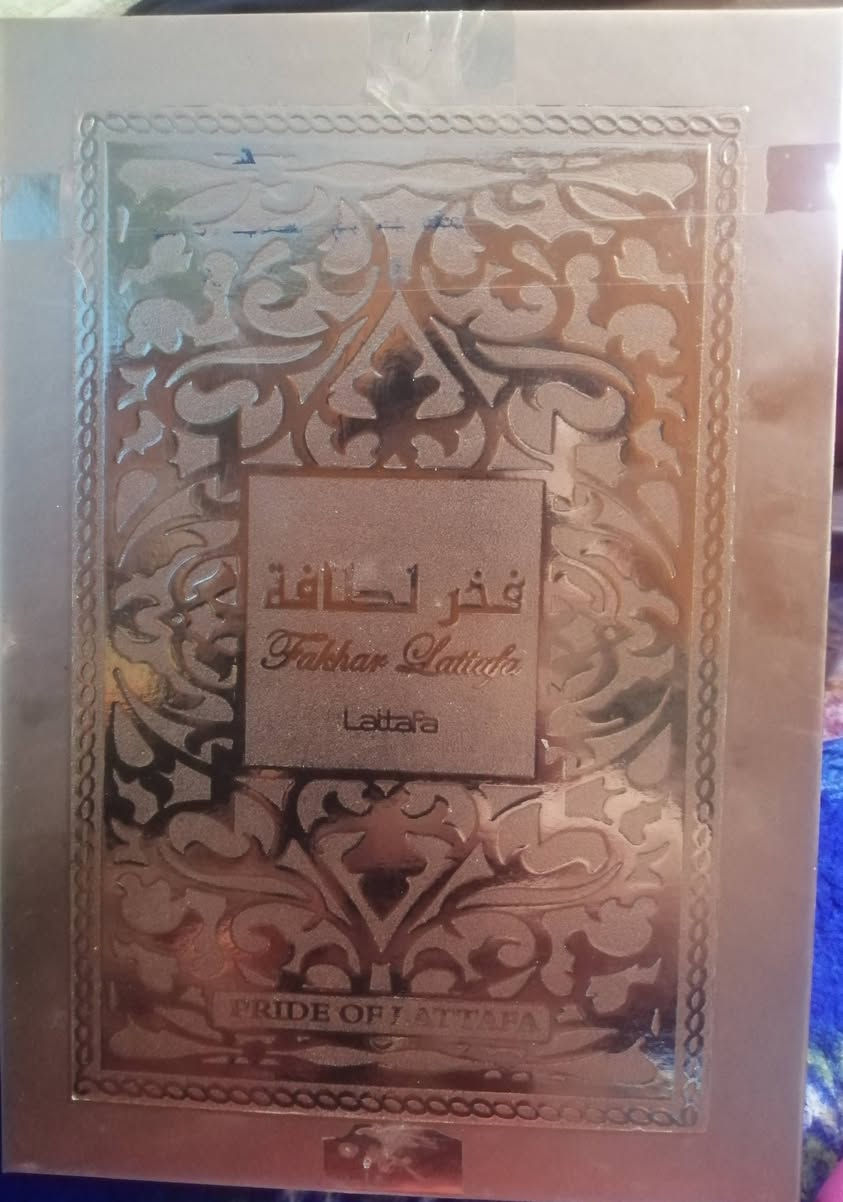 فخر لطافة
Fakhar Lattafa
Lattafa
PRIDE OF LATTAFA